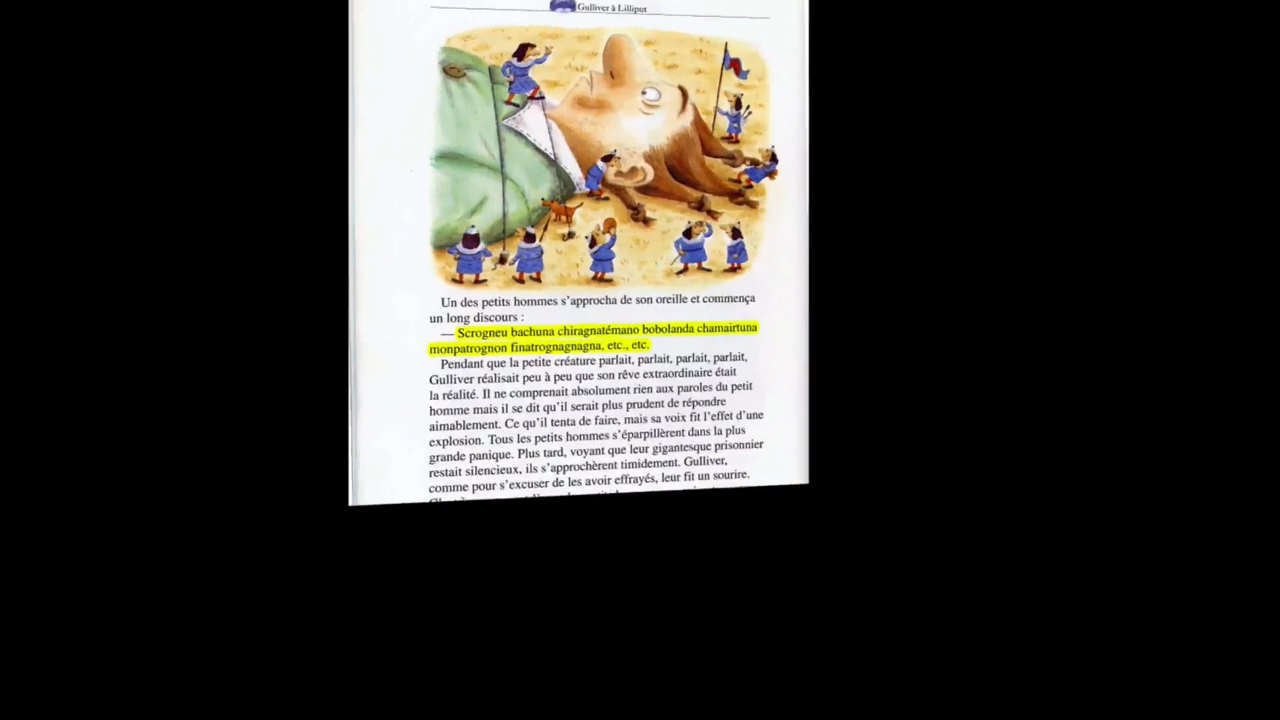 Gulliver à Lilliput
Un des petits hommes s'approcha de son oreille et commença
un long discours :
— Scrogneu bachuna chiragnatémano bobolanda chamairtuna
monpatrognon finatrognagnagna, etc., etc.
Pendant que la petite créature parlait, parlait, parlait, parlait,
Gulliver réalisait peu à peu que son rêve extraordinaire était
la réalité. Il ne comprenait absolument rien aux paroles du petit
homme mais il se dit qu'il serait plus prudent de répondre
aimablement. Ce qu'il tenta de faire, mais sa voix fit l'effet d'une
explosion. Tous les petits hommes s'éparpillèrent dans la plus
grande panique. Plus tard, voyant que leur gigantesque prisonnier
restait silencieux, ils s'approchèrent timidement. Gulliver,
comme pour s'excuser de les avoir effrayés, leur fit un sourire.